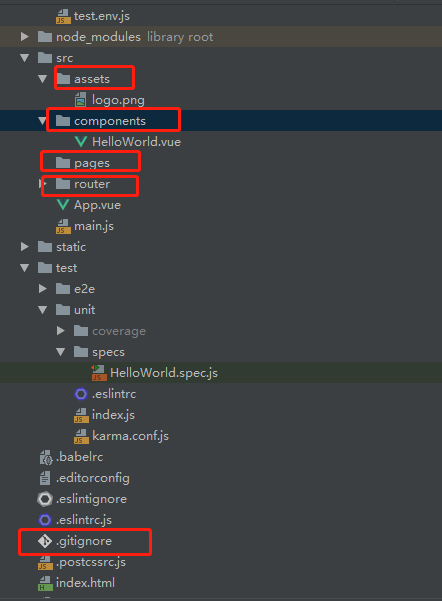 test.env.js
node_modules library root
src
assets
logo.png
components
HelloWorld.vue
pages
router
App.vue
main.js
static
test
e2e
unit
coverage
specs
HelloWorld.spec.js
.eslintrc
index.js
karma.conf.js
.babelrc
.editorconfig
.eslintignore
.eslintrc.js
.gitignore
.postcssrc.js
index.html